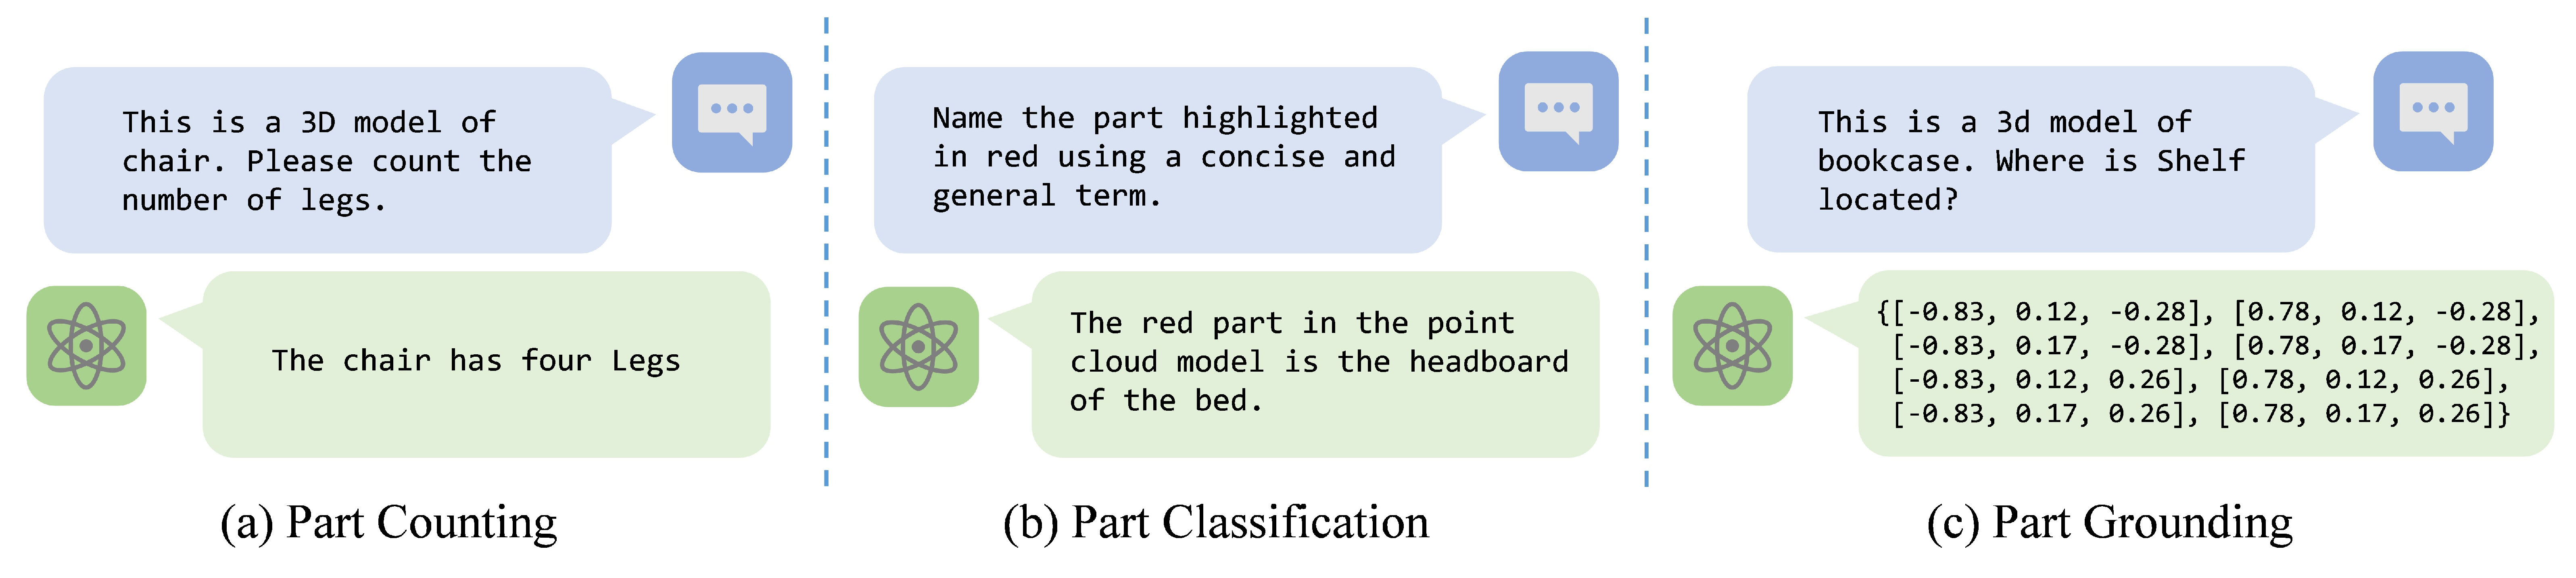 This is a 3D model of
chair. Please count the
number of legs.
The chair has four Legs
(a) Part Counting
Name the part highlighted
in red using a concise and
general term.
The red part in the point
cloud model is the headboard
of the bed.
(b) Part Classification
This is a 3d model of
bookcase. Where is Shelf
located?
{[-0.83, 0.12, -0.28], [0.78, 0.12, -0.28],
[-0.83, 0.17, -0.28], [0.78, 0.17, -0.28],
[-0.83, 0.12, 0.26], [0.78, 0.12, 0.26],
[-0.83, 0.17, 0.26], [0.78, 0.17, 0.26]}
(c) Part Grounding